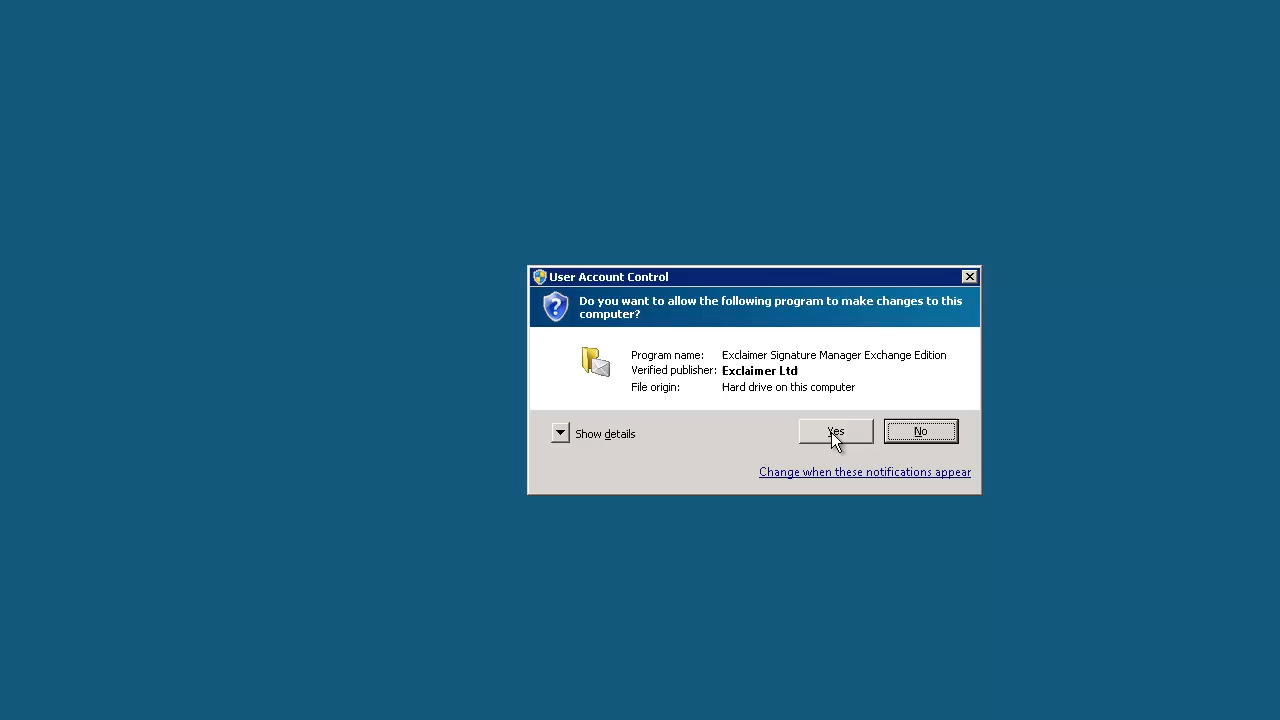 User Account Control
Do you want to allow the following program to make changes to this
computer?
Program name: Exclaimer Signature Manager Exchange Edition
Verified publisher: Exclaimer Ltd
File origin: Hard drive on this computer
Show details
Yes
No
Change when these notifications appear